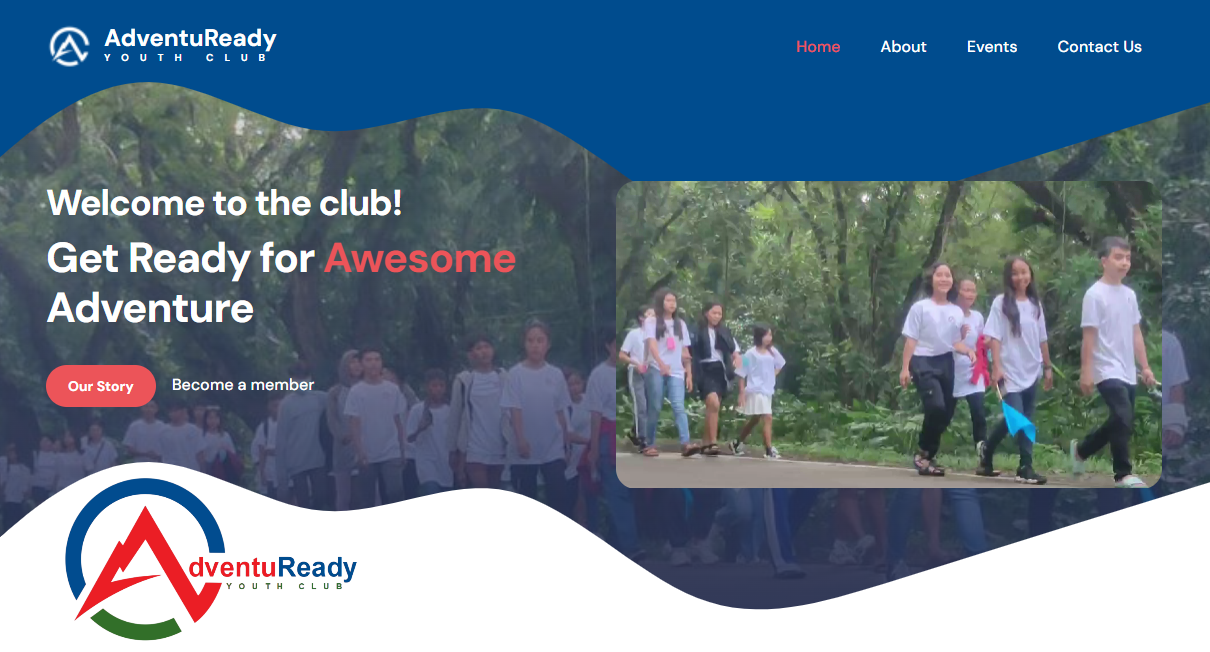 AdventuReady
YOUTH CLUB
Home About Events Contact Us
Welcome to the club!
Get Ready for Awesome
Adventure
Our Story Become a member
AdventuReady
YOUTH CLUB